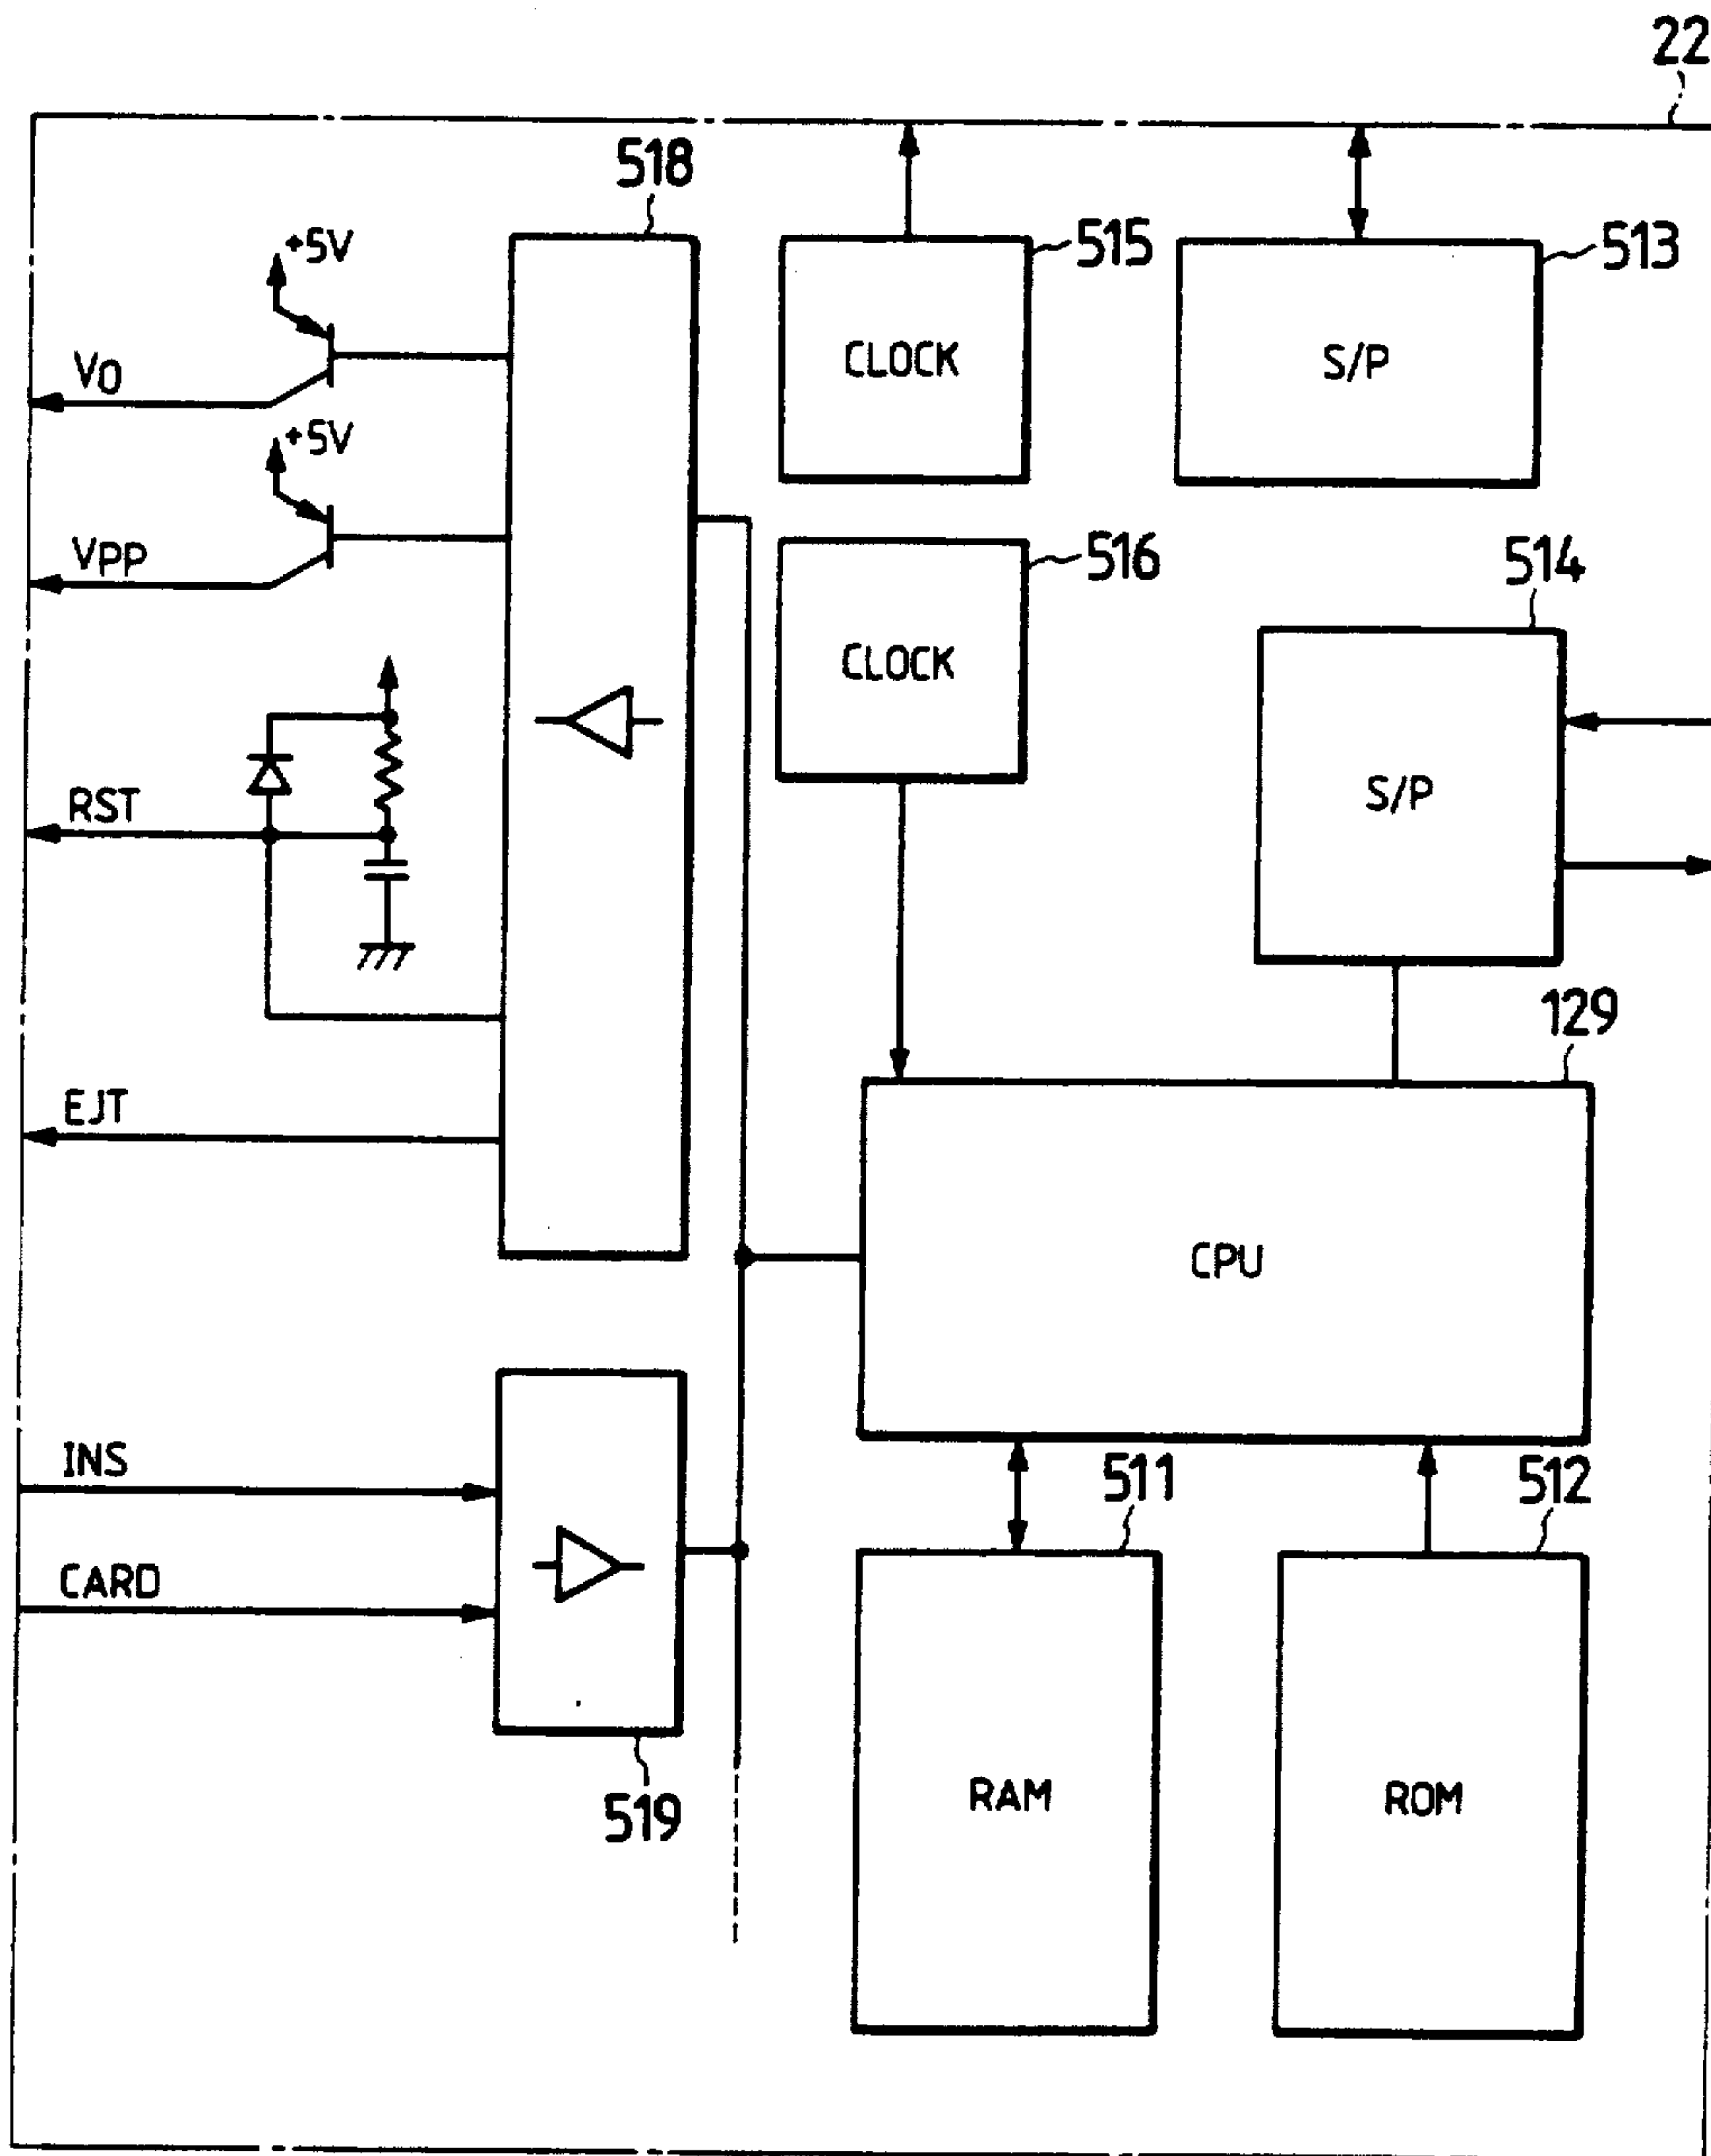 22
518
+5V
515
513
CLOCK
S/P
VO
+5V
516
514
VPP
CLOCK
S/P
RST
129
EJT
CPU
INS
511
512
CARD
RAM
ROM
519